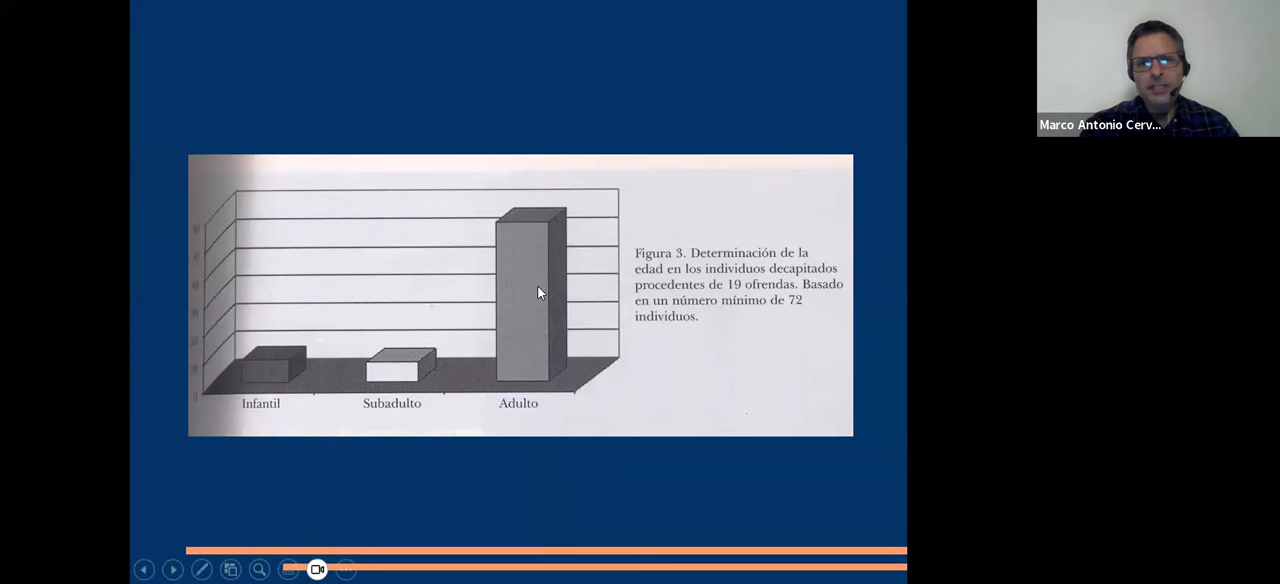 Marco Antonio Cerv...
Figura 3. Determinación de la
edad en los individuos decapitados
procedentes de 19 ofrendas. Basado
en un número mínimo de 72
individuos.
Infantil
Subadulto
Adulto